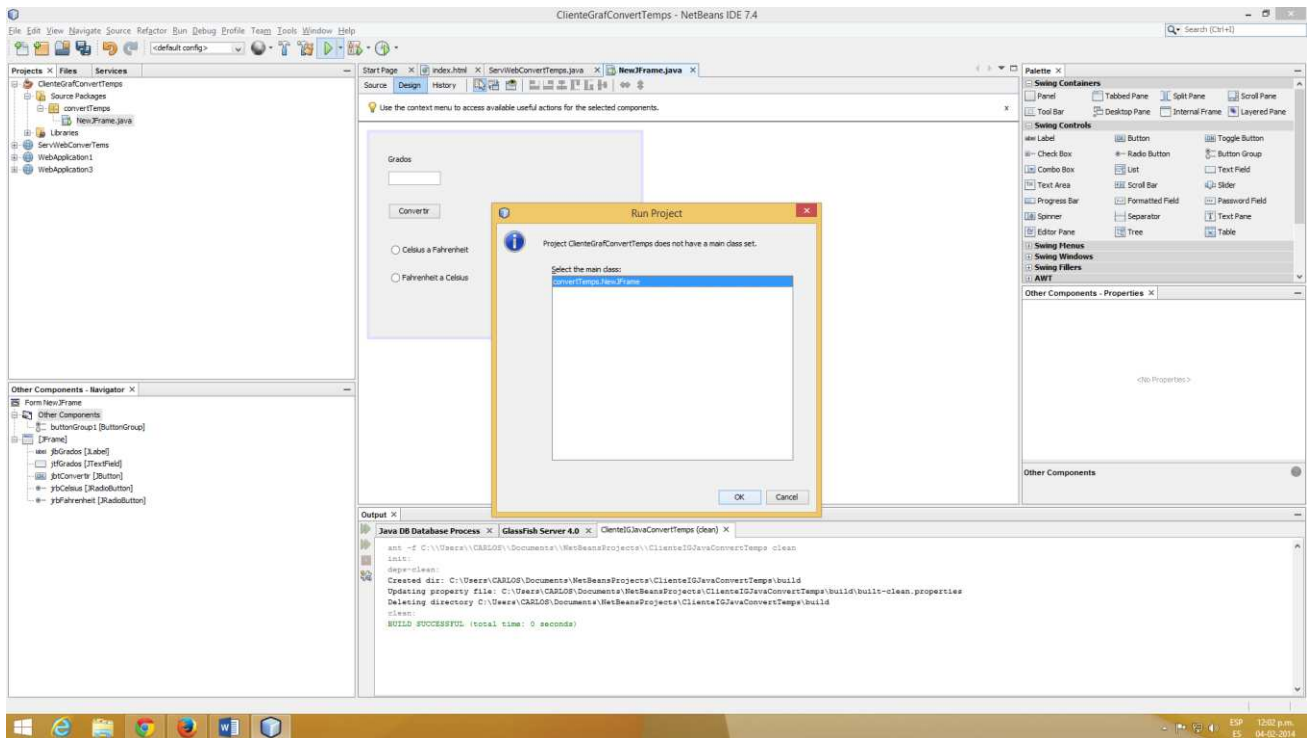 ClienteGrafConvertTemps - NetBeans IDE 7.4
File Edit View Navigate Source Refactor Run Debug Profile Team Tools Window Help
Search (Ctrl+I)
<default config>
Projects Files Services
ClienteGrafConvertTemps
Source Packages
convertTemps
NewJFrame.java
Libraries
ServWebConverTems
WebApplication1
WebApplication3
Start Page index.html ServWebConvertTemps.java NewJFrame.java
Source Design History
Use the context menu to access available useful actions for the selected components.
Grados
Convertir
Celsius a Fahrenheit
Fahrenheit a Celsius
Run Project
Project ClienteGrafConvertTemps does not have a main class set.
Select the main class:
convertTemps.NewJFrame
OK Cancel
Palette
Swing Containers
Panel Tabbed Pane Split Pane Scroll Pane
Tool Bar Desktop Pane Internal Frame Layered Pane
Swing Controls
Label Button Toggle Button
Check Box Radio Button Button Group
Combo Box List Text Field
Text Area Scroll Bar Slider
Progress Bar Formatted Field Password Field
Spinner Separator Text Pane
Editor Pane Tree Table
Swing Menus
Swing Windows
Swing Fillers
AWT
Other Components - Properties
<No Properties>
Other Components
Other Components - Navigator
Form NewJFrame
Other Components
buttonGroup1 [ButtonGroup]
[JFrame]
jlbGrados [JLabel]
jtfGrados [JTextField]
jbtConvertir [JButton]
jrbCelsius [JRadioButton]
jrbFahrenheit [JRadioButton]
Output
Java DB Database Process GlassFish Server 4.0 ClienteIGJavaConvertTemps (clean)
ant -f C:\\Users\\CARLOS\\Documents\\NetBeansProjects\\ClienteIGJavaConvertTemps clean
init:
deps-clean:
Created dir: C:\Users\CARLOS\Documents\NetBeansProjects\ClienteIGJavaConvertTemps\build
Updating property file: C:\Users\CARLOS\Documents\NetBeansProjects\ClienteIGJavaConvertTemps\build\built-clean.properties
Deleting directory C:\Users\CARLOS\Documents\NetBeansProjects\ClienteIGJavaConvertTemps\build
clean:
BUILD SUCCESSFUL (total time: 0 seconds)
ESP 12:02 p.m.
ES 04-02-2014